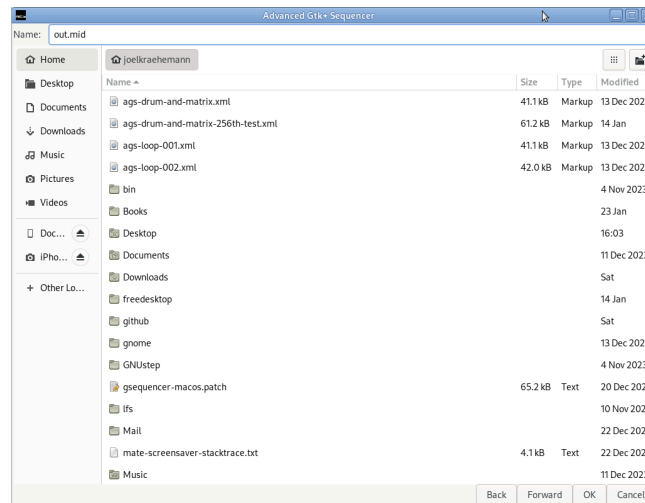 Advanced Gtk+ Sequencer
Name: out.mid
Home
joelkraehemann
Desktop
Name Size Type Modified
Documents
ags-drum-and-matrix.xml 41.1 kB Markup 13 Dec 202
Downloads
ags-drum-and-matrix-256th-test.xml 61.2 kB Markup 14 Jan
Music
ags-loop-001.xml 41.1 kB Markup 13 Dec 202
Pictures
ags-loop-002.xml 42.0 kB Markup 13 Dec 202
Videos
bin 4 Nov 2023
Books 23 Jan
Doc...
Desktop 16:03
iPho...
Documents 11 Dec 202
Downloads Sat
+ Other Lo...
freedesktop 14 Jan
github Sat
gnome 13 Dec 202
GNUstep 4 Nov 2023
gsequencer-macos.patch 65.2 kB Text 20 Dec 202
lfs 10 Nov 202
Mail 22 Dec 202
mate-screensaver-stacktrace.txt 4.1 kB Text 22 Dec 202
Music 11 Dec 202
Back Forward OK Cancel